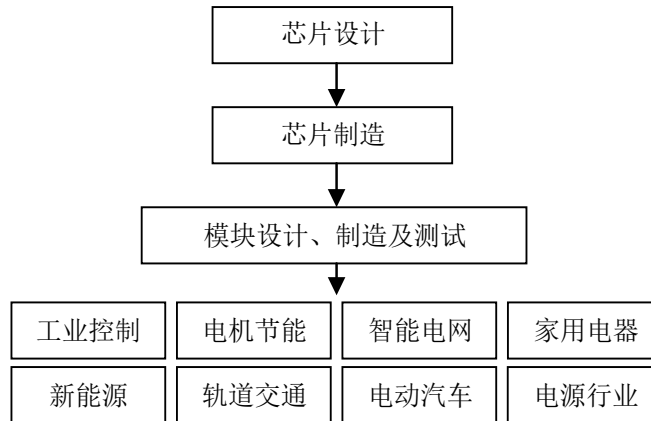 芯片设计
芯片制造
模块设计、制造及测试
工业控制
电机节能
智能电网
家用电器
新能源
轨道交通
电动汽车
电源行业